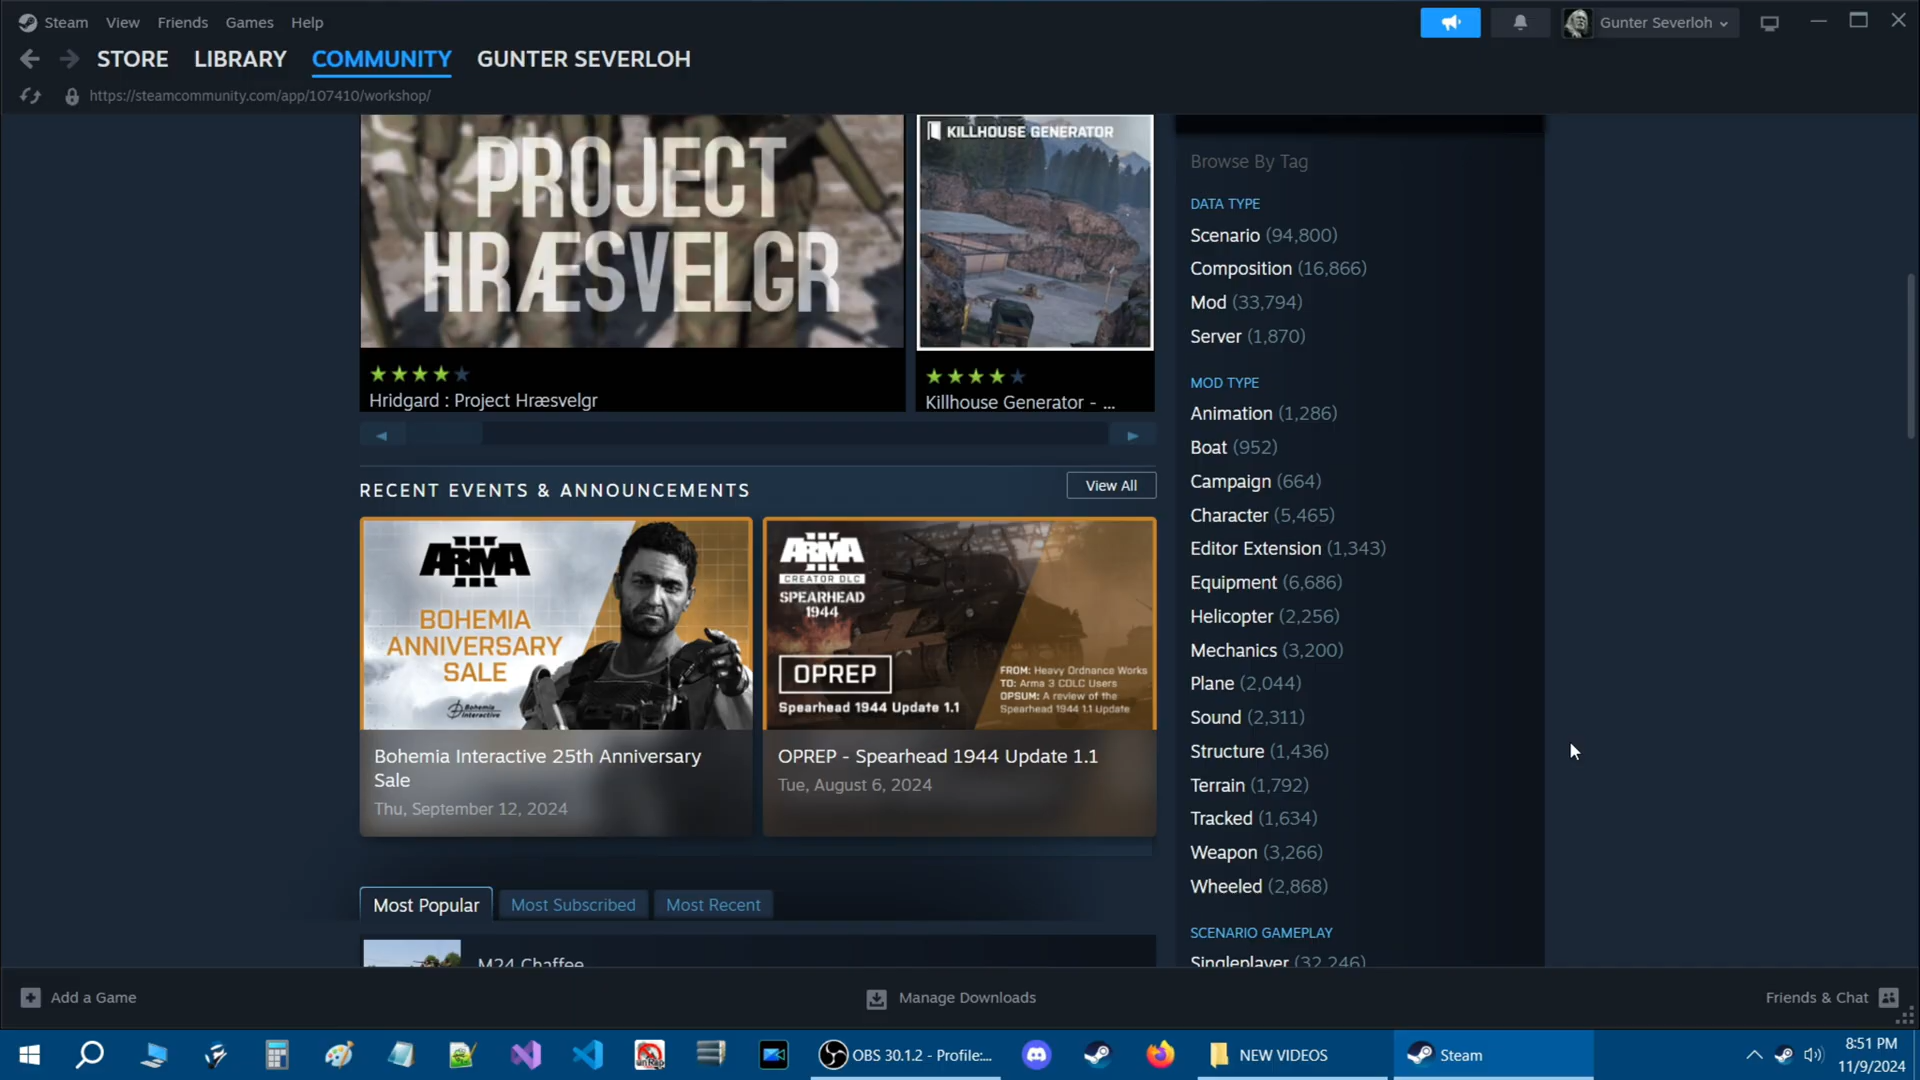 Steam View Friends Games Help
Gunter Severloh
STORE LIBRARY COMMUNITY GUNTER SEVERLOH
https://steamcommunity.com/app/107410/workshop/
PROJECT
HRÆSVELGR
Hridgard : Project Hræsvelgr
KILLHOUSE GENERATOR
Killhouse Generator - ...
RECENT EVENTS & ANNOUNCEMENTS
View All
ARMA
III
BOHEMIA
ANNIVERSARY
SALE
Bohemia
Interactive
Bohemia Interactive 25th Anniversary
Sale
Thu, September 12, 2024
ARMA
III
CREATOR DLC
SPEARHEAD
1944
OPREP
Spearhead 1944 Update 1.1
FROM: Heavy Ordnance Works
TO: Arma 3 CDLC Users
OPSUM: A review of the
Spearhead 1944 1.1 Update
OPREP - Spearhead 1944 Update 1.1
Tue, August 6, 2024
Most Popular Most Subscribed Most Recent
M24 Chaffee
Browse By Tag
DATA TYPE
Scenario (94,800)
Composition (16,866)
Mod (33,794)
Server (1,870)
MOD TYPE
Animation (1,286)
Boat (952)
Campaign (664)
Character (5,465)
Editor Extension (1,343)
Equipment (6,686)
Helicopter (2,256)
Mechanics (3,200)
Plane (2,044)
Sound (2,311)
Structure (1,436)
Terrain (1,792)
Tracked (1,634)
Weapon (3,266)
Wheeled (2,868)
SCENARIO GAMEPLAY
Singleplayer (32,246)
Add a Game
Manage Downloads
Friends & Chat
OBS 30.1.2 - Profile:...
NEW VIDEOS
Steam
8:51 PM
11/9/2024